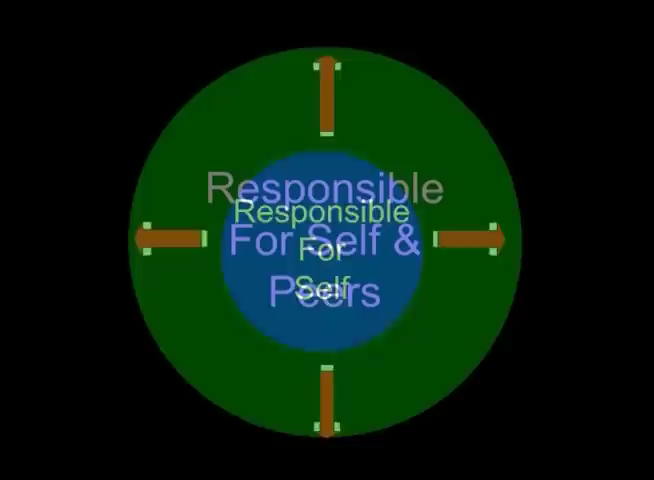 Responsible
For Self &
Peers
Responsible
For
Self